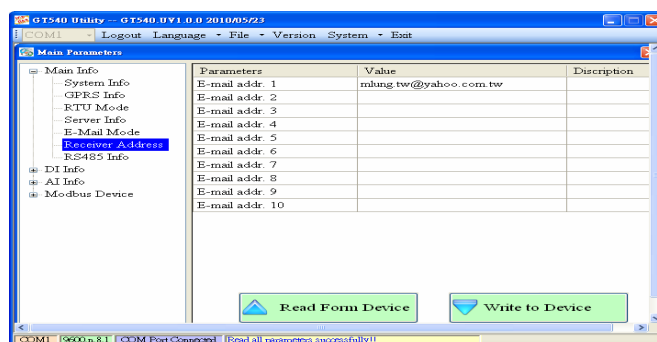 GT540 Utility -- GT540.UV1.0.0 2010/05/23
COM1 Logout Language File Version System Exit
Main Parameters
Main Info
System Info
GPRS Info
RTU Mode
Server Info
E-Mail Mode
Receiver Address
RS485 Info
DI Info
AI Info
Modbus Device
Parameters Value Discription
E-mail addr. 1 mlung.tw@yahoo.com.tw
E-mail addr. 2
E-mail addr. 3
E-mail addr. 4
E-mail addr. 5
E-mail addr. 6
E-mail addr. 7
E-mail addr. 8
E-mail addr. 9
E-mail addr. 10
Read Form Device Write to Device
COM1 9600 n.8.1 COM Port Connected Read all parameters successfully!!